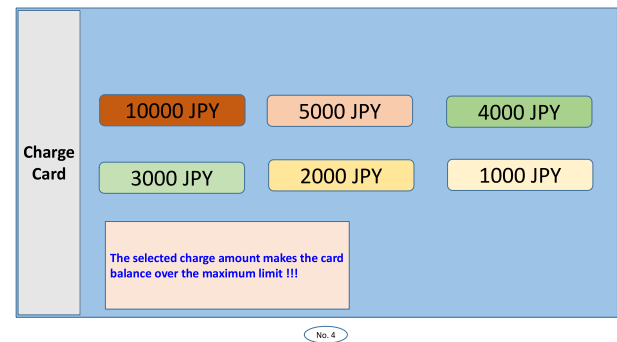 10000 JPY
5000 JPY
4000 JPY
Charge
Card
3000 JPY
2000 JPY
1000 JPY
The selected charge amount makes the card
balance over the maximum limit !!!
No. 4